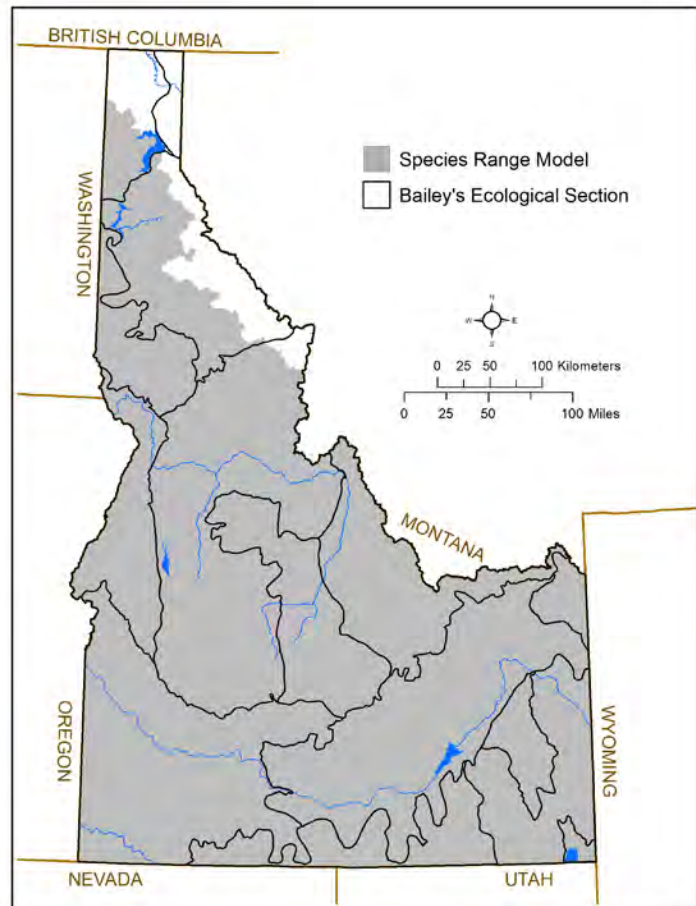 BRITISH COLUMBIA
WASHINGTON
Species Range Model
Bailey's Ecological Section
N
W E
S
0 25 50 100 Kilometers
0 25 50 100 Miles
MONTANA
OREGON
WYOMING
NEVADA
UTAH